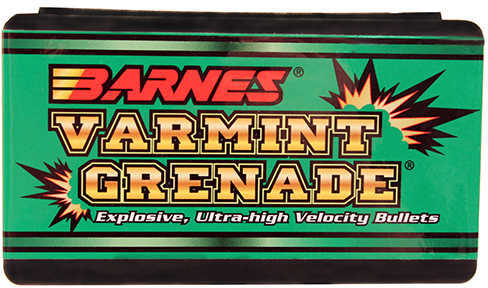 BARNES®
VARMINT
GRENADE®
Explosive, Ultra-high Velocity Bullets